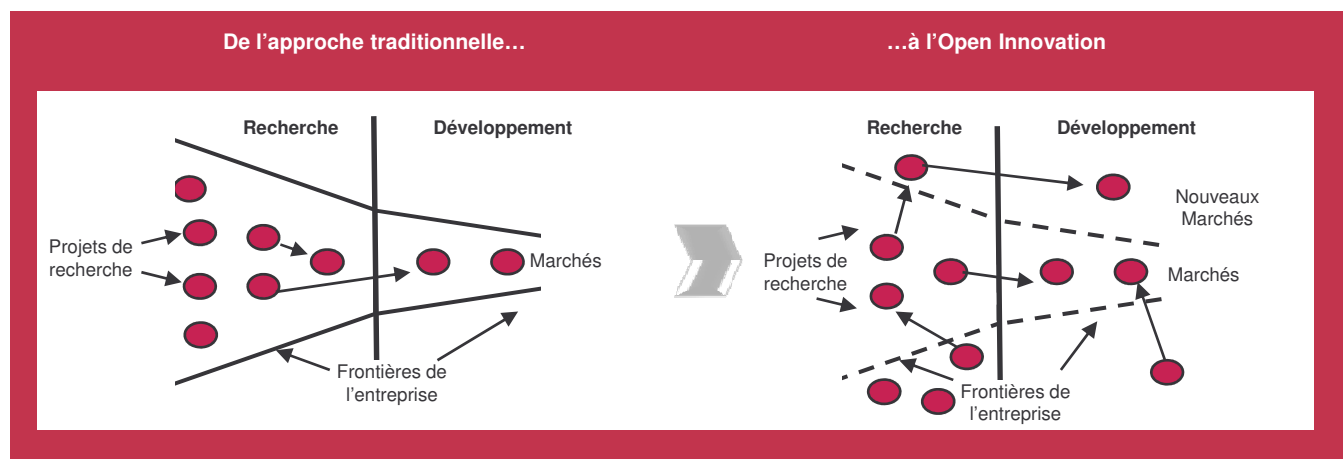 De l'approche traditionnelle…
…à l'Open Innovation
Recherche
Développement
Projets de
recherche
Marchés
Frontières de
l'entreprise
Recherche
Développement
Nouveaux
Marchés
Projets de
recherche
Marchés
Frontières de
l'entreprise